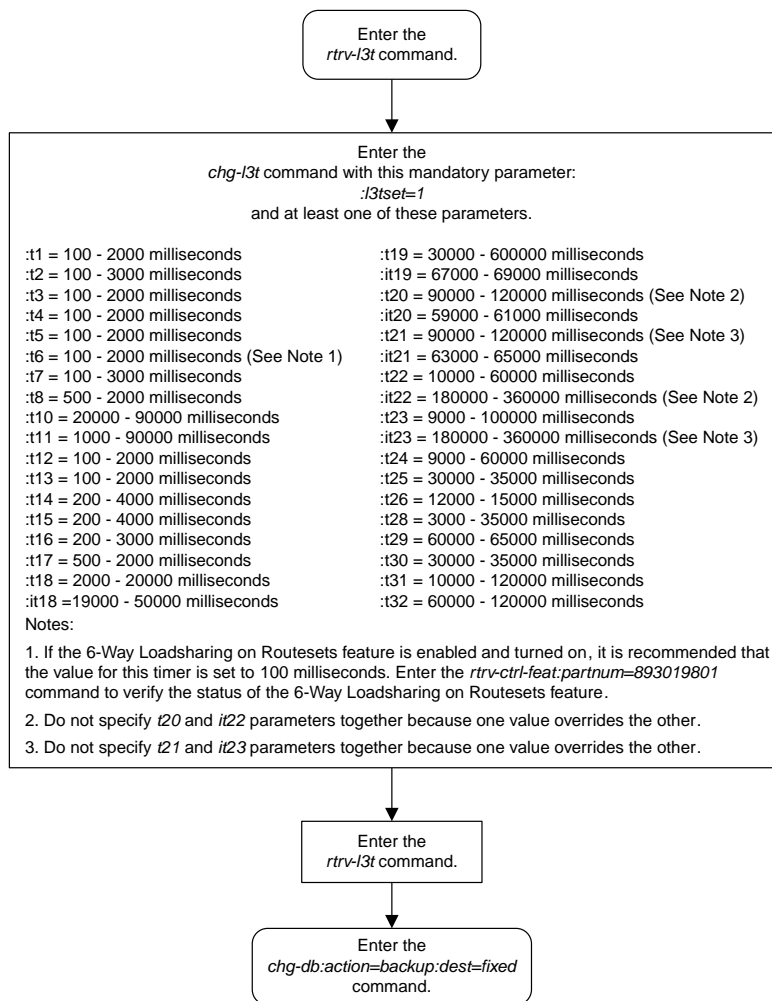 Enter the
rtrv-l3t command.
Enter the
chg-l3t command with this mandatory parameter:
:l3tset=1
and at least one of these parameters.
:t1 = 100 - 2000 milliseconds
:t2 = 100 - 3000 milliseconds
:t3 = 100 - 2000 milliseconds
:t4 = 100 - 2000 milliseconds
:t5 = 100 - 2000 milliseconds
:t6 = 100 - 2000 milliseconds (See Note 1)
:t7 = 100 - 3000 milliseconds
:t8 = 500 - 2000 milliseconds
:t10 = 20000 - 90000 milliseconds
:t11 = 1000 - 90000 milliseconds
:t12 = 100 - 2000 milliseconds
:t13 = 100 - 2000 milliseconds
:t14 = 200 - 4000 milliseconds
:t15 = 200 - 4000 milliseconds
:t16 = 200 - 3000 milliseconds
:t17 = 500 - 2000 milliseconds
:t18 = 2000 - 20000 milliseconds
:it18 =19000 - 50000 milliseconds
:t19 = 30000 - 600000 milliseconds
:it19 = 67000 - 69000 milliseconds
:t20 = 90000 - 120000 milliseconds (See Note 2)
:it20 = 59000 - 61000 milliseconds
:t21 = 90000 - 120000 milliseconds (See Note 3)
:it21 = 63000 - 65000 milliseconds
:t22 = 10000 - 60000 milliseconds
:it22 = 180000 - 360000 milliseconds (See Note 2)
:t23 = 9000 - 100000 milliseconds
:it23 = 180000 - 360000 milliseconds (See Note 3)
:t24 = 9000 - 60000 milliseconds
:t25 = 30000 - 35000 milliseconds
:t26 = 12000 - 15000 milliseconds
:t28 = 3000 - 35000 milliseconds
:t29 = 60000 - 65000 milliseconds
:t30 = 30000 - 35000 milliseconds
:t31 = 10000 - 120000 milliseconds
:t32 = 60000 - 120000 milliseconds
Notes:
1. If the 6-Way Loadsharing on Routesets feature is enabled and turned on, it is recommended that
the value for this timer is set to 100 milliseconds. Enter the rtrv-ctrl-feat:partnum=893019801
command to verify the status of the 6-Way Loadsharing on Routesets feature.
2. Do not specify t20 and it22 parameters together because one value overrides the other.
3. Do not specify t21 and it23 parameters together because one value overrides the other.
Enter the
rtrv-l3t command.
Enter the
chg-db:action=backup:dest=fixed
command.